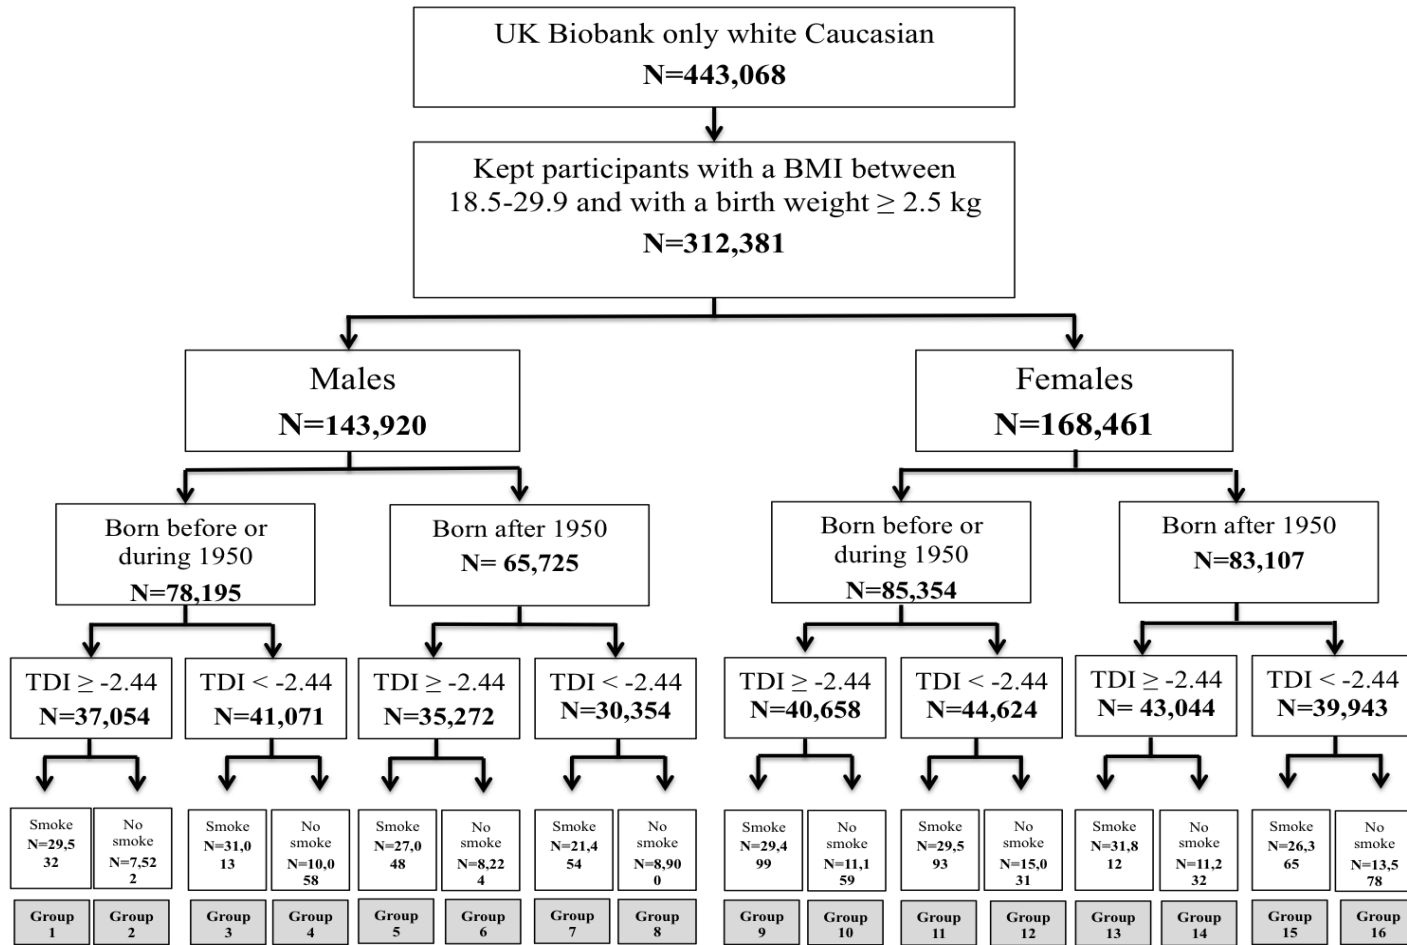 UK Biobank only white Caucasian
N=443,068
Kept participants with a BMI between
18.5-29.9 and with a birth weight ≥ 2.5 kg
N=312,381
Males
N=143,920
Females
N=168,461
Born before or
during 1950
N=78,195
Born after 1950
N= 65,725
Born before or
during 1950
N=85,354
Born after 1950
N=83,107
TDI ≥ -2.44
N=37,054
TDI < -2.44
N=41,071
TDI ≥ -2.44
N=35,272
TDI < -2.44
N=30,354
TDI ≥ -2.44
N=40,658
TDI < -2.44
N=44,624
TDI ≥ -2.44
N= 43,044
TDI < -2.44
N=39,943
Smoke
N=29,5
32
No
smoke
N=7,52
2
Smoke
N=31,0
13
No
smoke
N=10,0
58
Smoke
N=27,0
48
No
smoke
N=8,22
4
Smoke
N=21,4
54
No
smoke
N=8,90
0
Smoke
N=29,4
99
No
smoke
N=11,1
59
Smoke
N=29,5
93
No
smoke
N=15,0
31
Smoke
N=31,8
12
No
smoke
N=11,2
32
Smoke
N=26,3
65
No
smoke
N=13,5
78
Group
1
Group
2
Group
3
Group
4
Group
5
Group
6
Group
7
Group
8
Group
9
Group
10
Group
11
Group
12
Group
13
Group
14
Group
15
Group
16